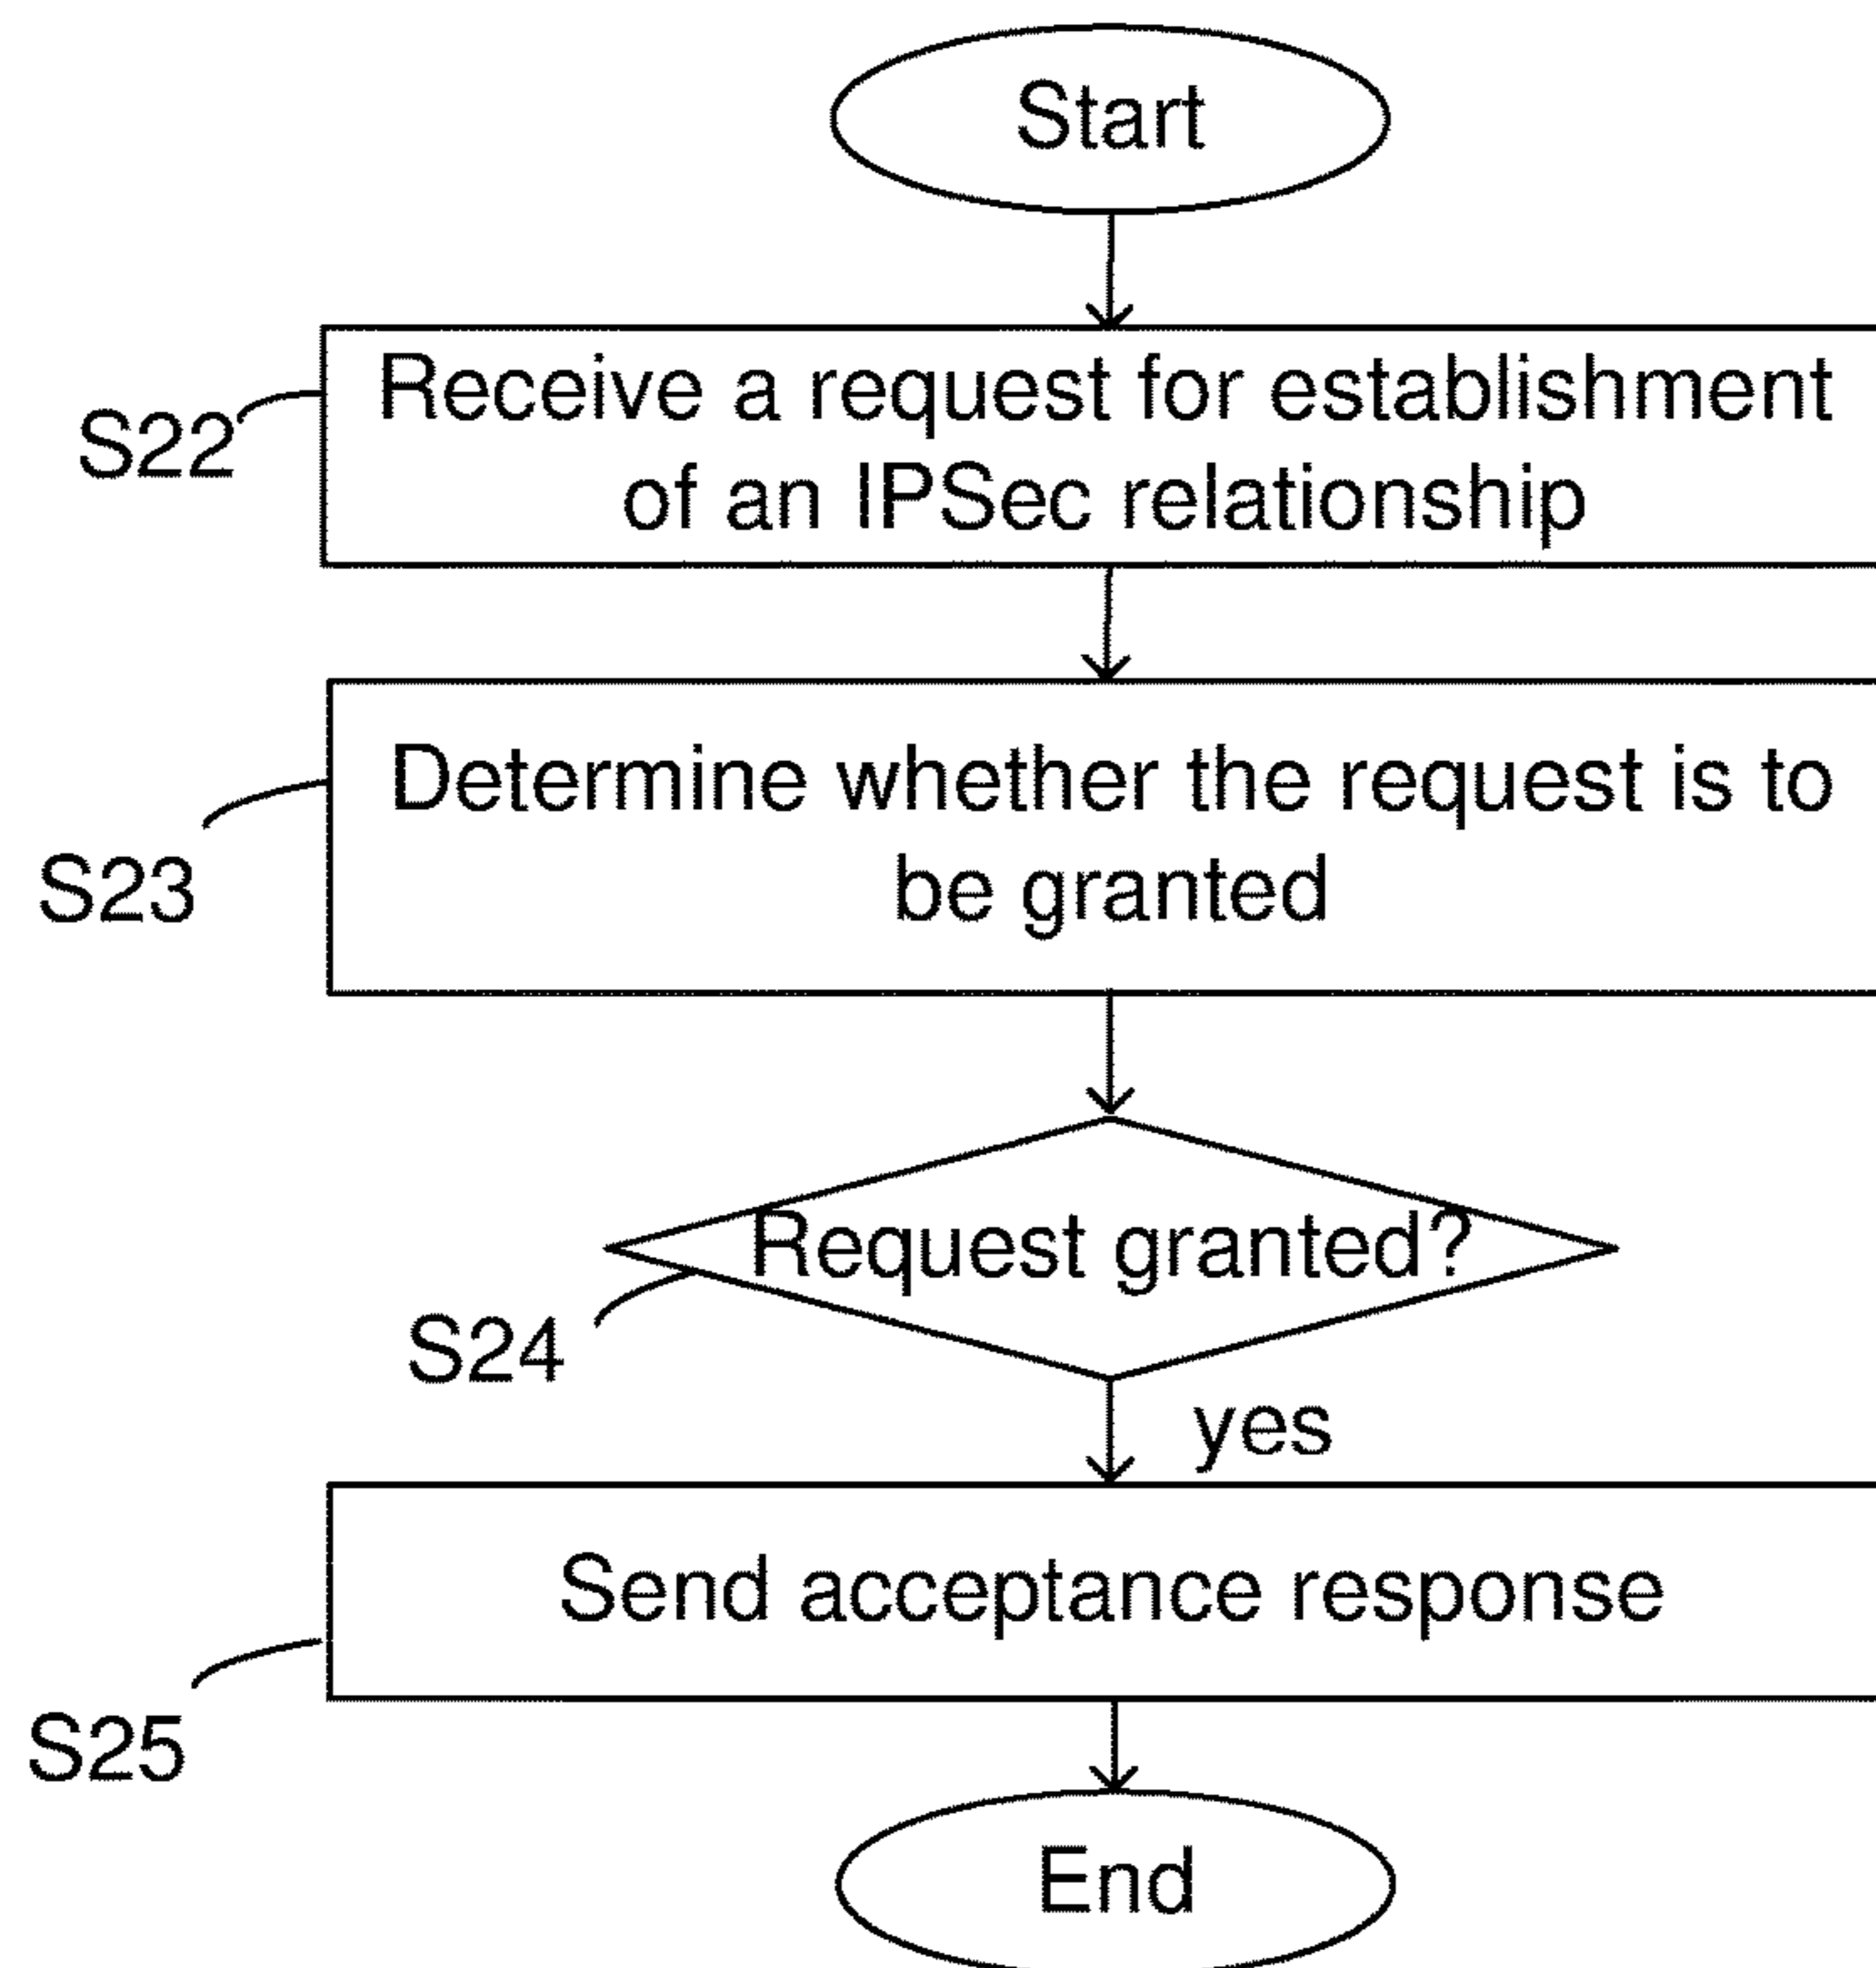 Start
Receive a request for establishment
of an IPSec relationship
S22
Determine whether the request is to
be granted
S23
Request granted?
S24
yes
Send acceptance response
S25
End